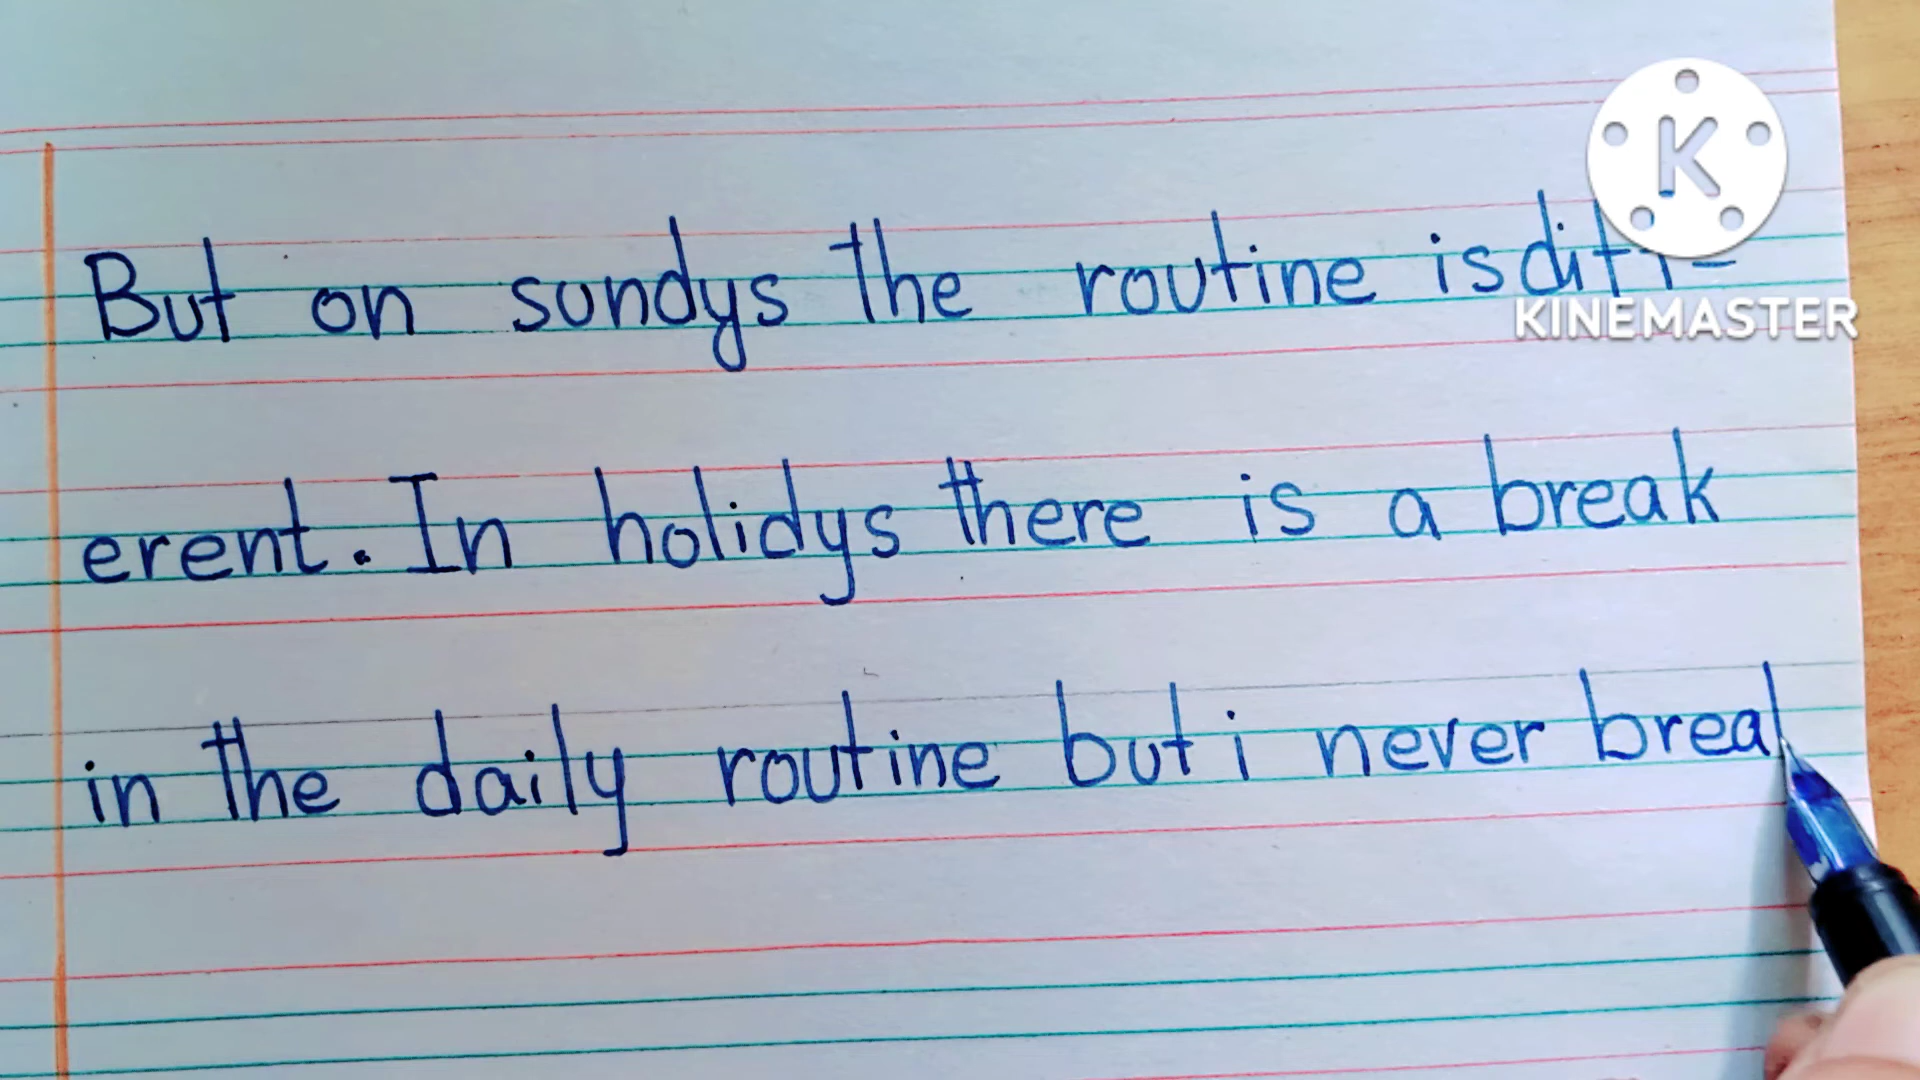 But on sundys the routine is diff-
K
KINEMASTER
erent. In holidys there is a break
in the daily routine but i never brea